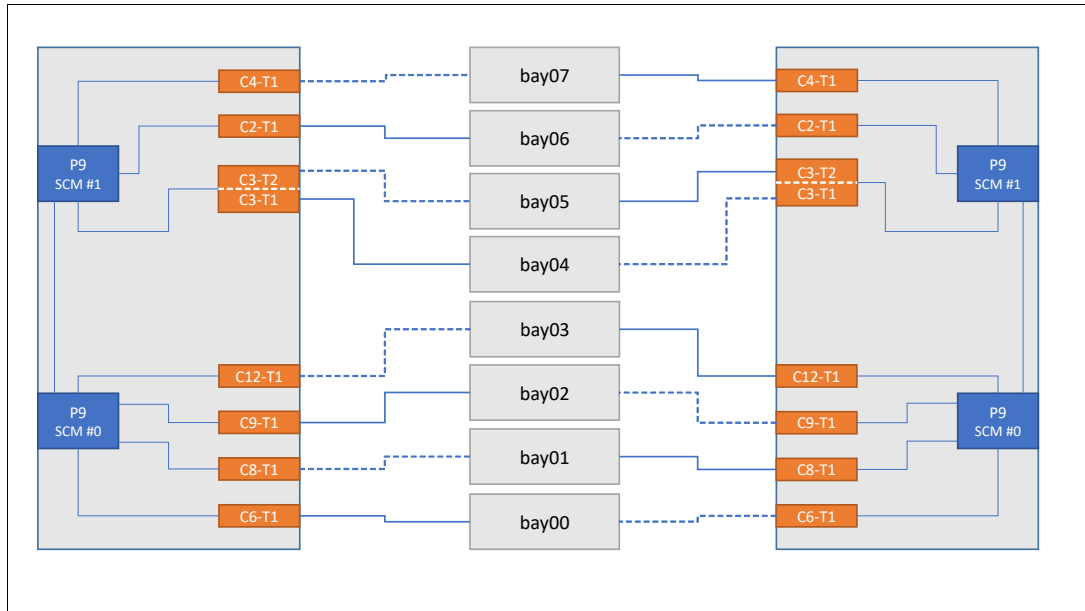 C4-T1
bay07
C4-T1
C2-T1
bay06
C2-T1
P9
SCM #1
C3-T2
C3-T1
bay05
C3-T2
C3-T1
P9
SCM #1
bay04
bay03
C12-T1
C12-T1
P9
SCM #0
C9-T1
bay02
C9-T1
P9
SCM #0
C8-T1
bay01
C8-T1
C6-T1
bay00
C6-T1